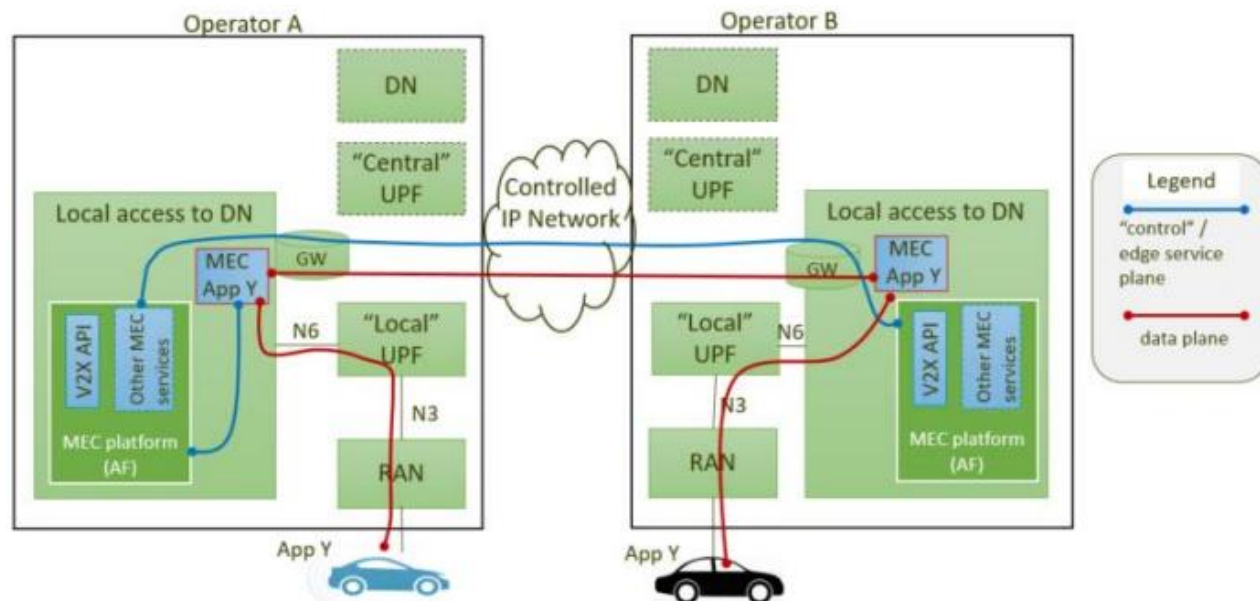 Operator A
DN
“Central”
UPF
Local access to DN
GW
MEC
App Y
V2X API
Other MEC
services
MEC platform
(AF)
N6
“Local”
UPF
N3
RAN
App Y
Controlled
IP Network
Operator B
DN
“Central”
UPF
Local access to DN
GW
MEC
App Y
“Local”
UPF
N6
N3
RAN
V2X API
Other MEC
services
MEC platform
(AF)
App Y
Legend
“control” /
edge service
plane
data plane